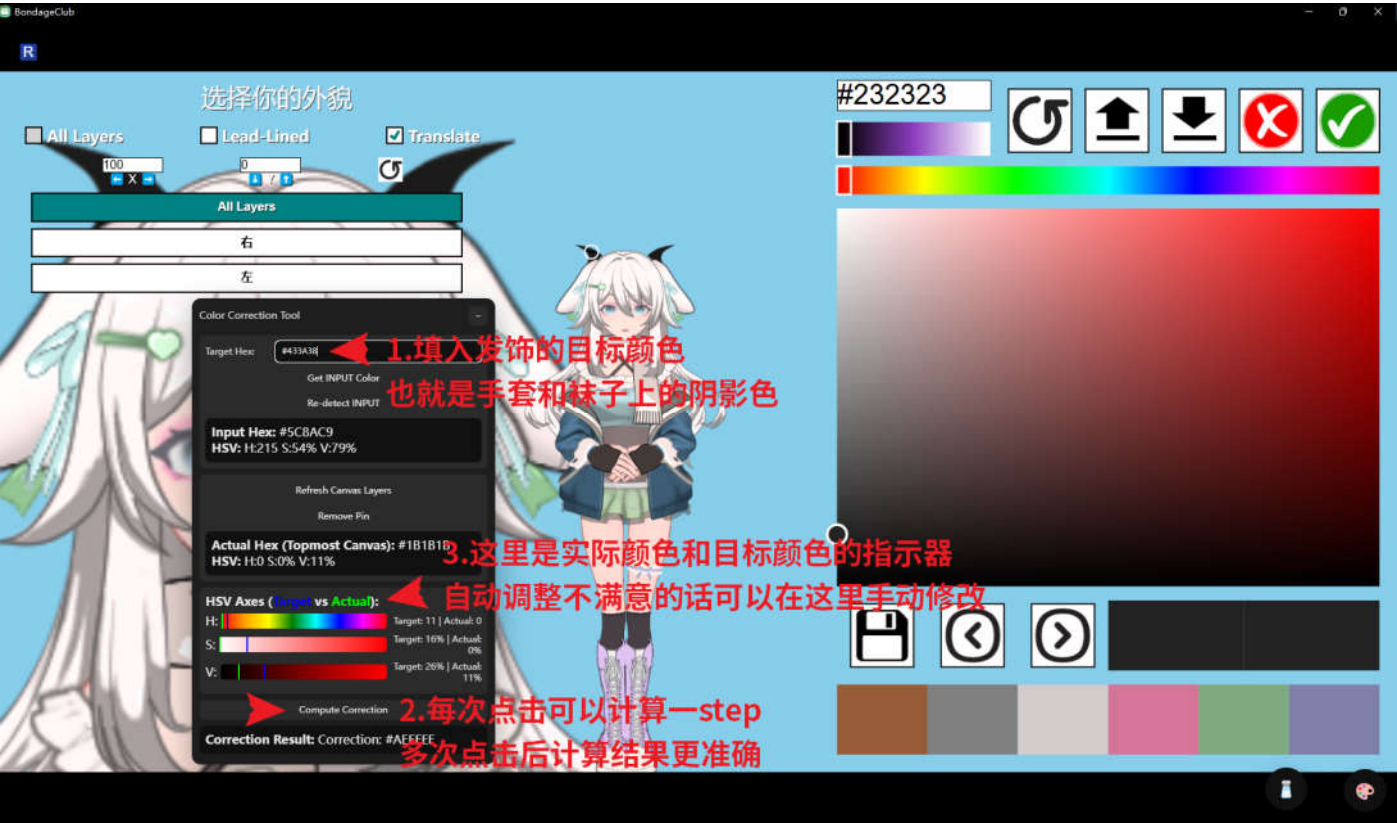 BondageClub
R
选择你的外貌
All Layers
Lead-Lined
Translate
100
0
X
/
All Layers
右
左
#232323
Color Correction Tool
-
Target Hex:
#433A38
1.填入发饰的目标颜色
也就是手套和袜子上的阴影色
Get INPUT Color
Re-detect INPUT
Input Hex: #5C8AC9
HSV: H:215 S:54% V:79%
Refresh Canvas Layers
Remove Pin
Actual Hex (Topmost Canvas): #1B1B1B
HSV: H:0 S:0% V:11%
3.这里是实际颜色和目标颜色的指示器
自动调整不满意的话可以在这里手动修改
HSV Axes (Target vs Actual):
H:
Target: 11 | Actual: 0
S:
Target: 16% | Actual:
0%
V:
Target: 26% | Actual:
11%
Compute Correction
2.每次点击可以计算一step
多次点击后计算结果更准确
Correction Result: Correction: #AEEEEE